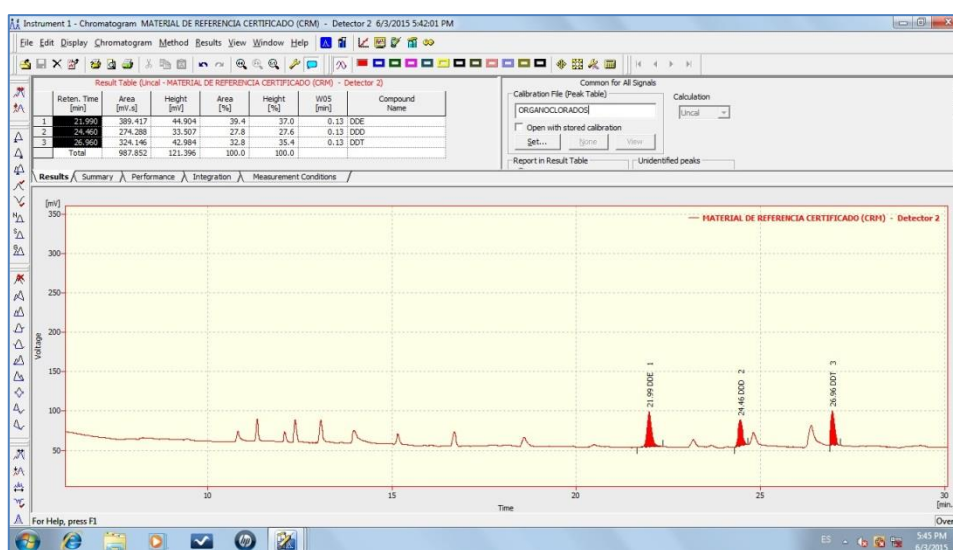 Instrument 1 - Chromatogram MATERIAL DE REFERENCIA CERTIFICADO (CRM) - Detector 2 6/3/2015 5:42:01 PM
File Edit Display Chromatogram Method Results View Window Help
Result Table (Uncal - MATERIAL DE REFERENCIA CERTIFICADO (CRM) - Detector 2)
Reten. Time [min] Area [mV.s] Height [mV] Area [%] Height [%] W05 [min] Compound Name
1 21.990 389.417 44.904 39.4 37.0 0.13 DDE
2 24.460 274.288 33.507 27.8 27.6 0.13 DDD
3 26.960 324.146 42.984 32.8 35.4 0.13 DDT
Total 987.852 121.396 100.0 100.0
Common for All Signals
Calibration File (Peak Table)
ORGANOCLORADOS
Calculation
Uncal
Open with stored calibration
Set... None View
Report in Result Table Unidentified peaks
Results Summary Performance Integration Measurement Conditions
[mV]
MATERIAL DE REFERENCIA CERTIFICADO (CRM) - Detector 2
350
300
250
200
150
100
50
Voltage
21.99 DDE 1
24.46 DDD 2
26.96 DDT 3
10 15 20 25 30
Time
[min.
For Help, press F1
Over
ES
5:45 PM
6/3/2015